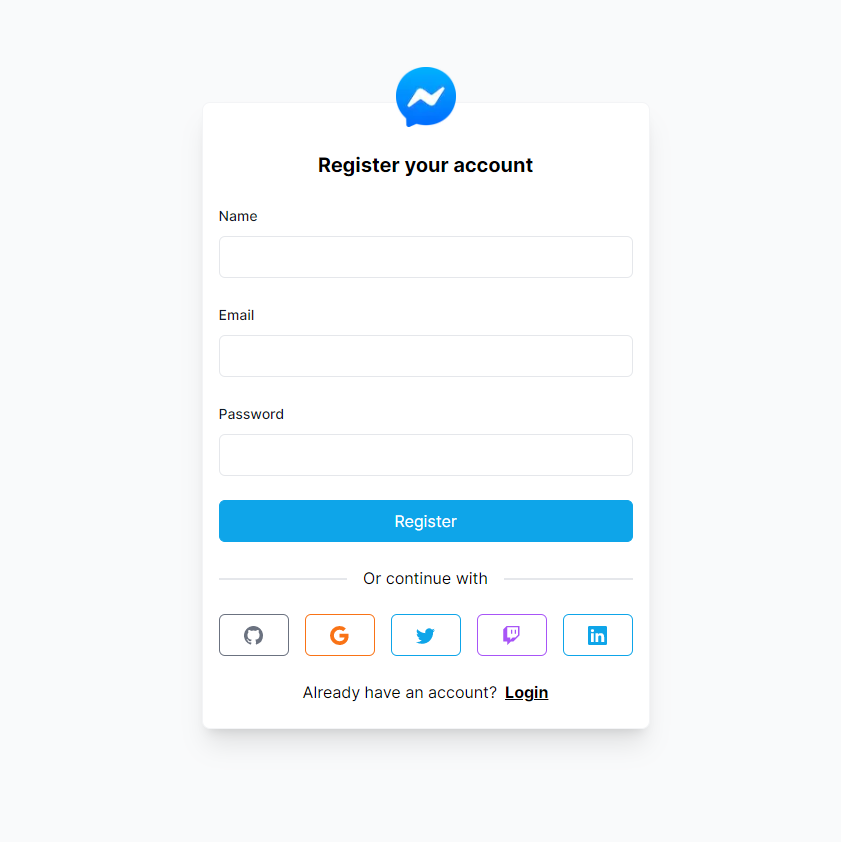 Register your account
Name
Email
Password
Register
Or continue with
Already have an account? Login